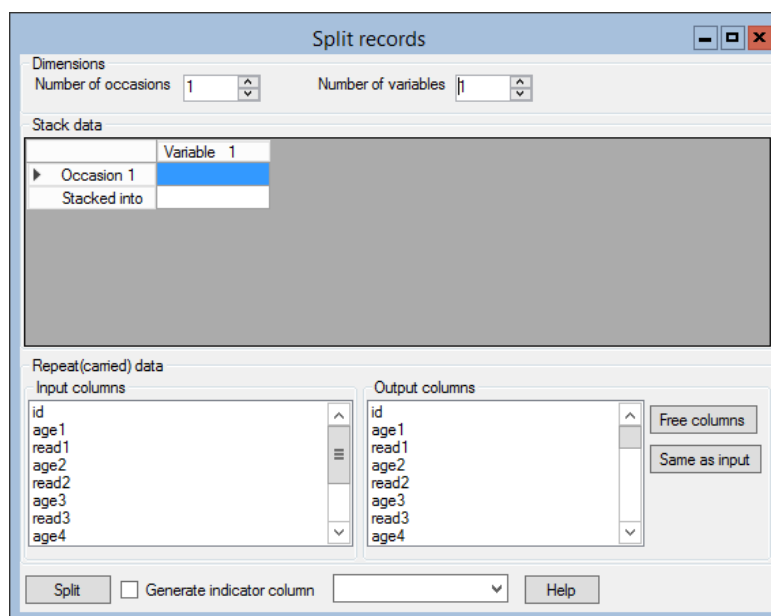 Split records
Dimensions
Number of occasions 1 Number of variables 1
Stack data
Variable 1
Occasion 1
Stacked into
Repeat(carried) data
Input columns
id
age1
read1
age2
read2
age3
read3
age4
Output columns
id
age1
read1
age2
read2
age3
read3
age4
Free columns
Same as input
Split Generate indicator column Help